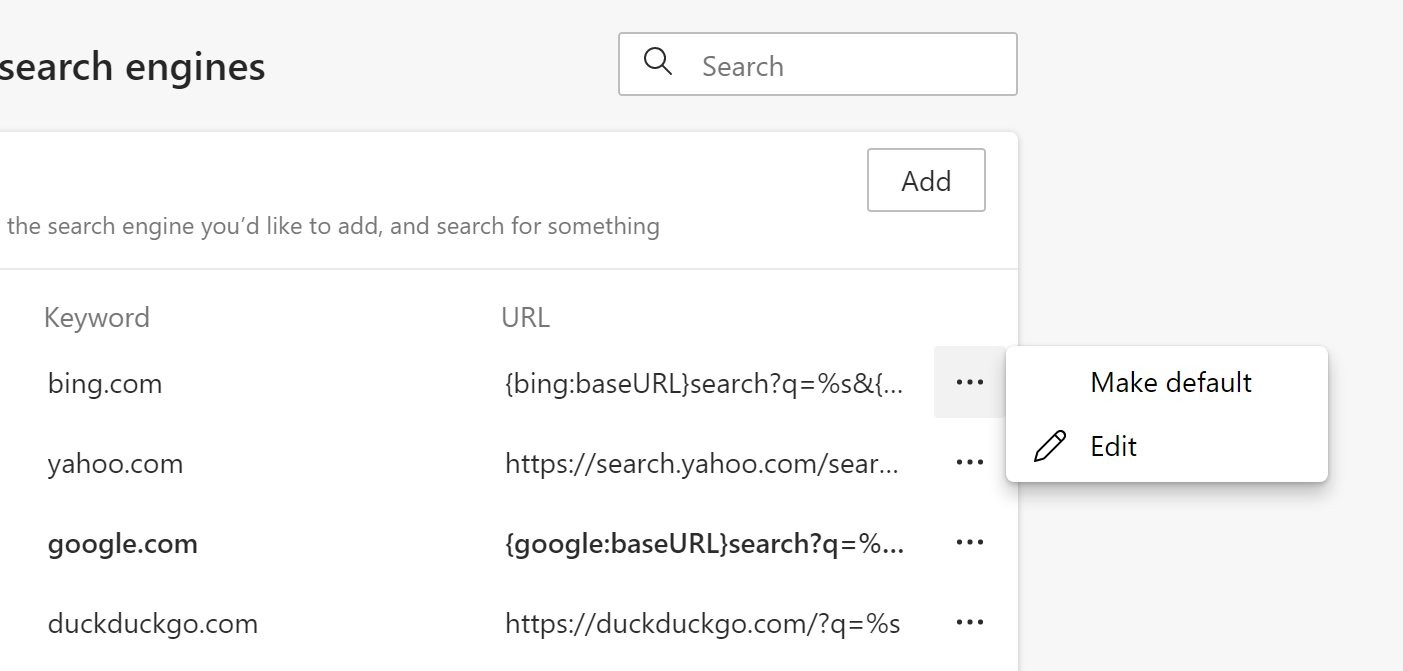 search engines
Search
Add
the search engine you’d like to add, and search for something
Keyword URL
bing.com {bing:baseURL}search?q=%s&{... ··· Make default
Edit
yahoo.com https://search.yahoo.com/sear... ···
google.com {google:baseURL}search?q=%... ···
duckduckgo.com https://duckduckgo.com/?q=%s ···